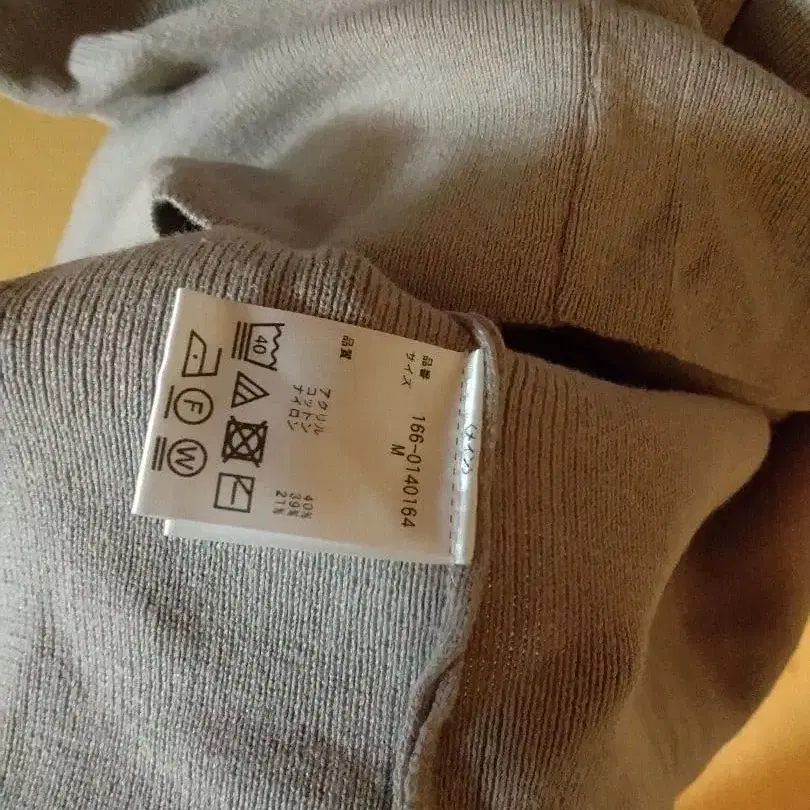 品番 166-0140164
サイズ M
品質
アクリル 40%
コットン 39%
ナイロン 21%
40
F
W